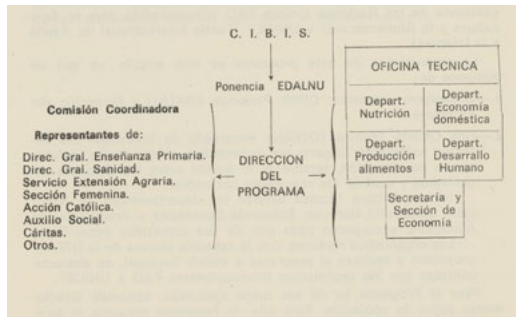 C. I. B. I. S.
Ponencia EDALNU
Comisión Coordinadora
Representantes de:
Direc. Gral. Enseñanza Primaria.
Direc. Gral. Sanidad.
Servicio Extensión Agraria.
Sección Femenina.
Acción Católica.
Auxilio Social.
Cáritas.
Otros.
DIRECCION
DEL
PROGRAMA
OFICINA TECNICA
Depart.
Nutrición
Depart.
Economía
doméstica
Depart.
Producción
alimentos
Depart.
Desarrallo
Humano
Secretaría y
Sección de
Economía